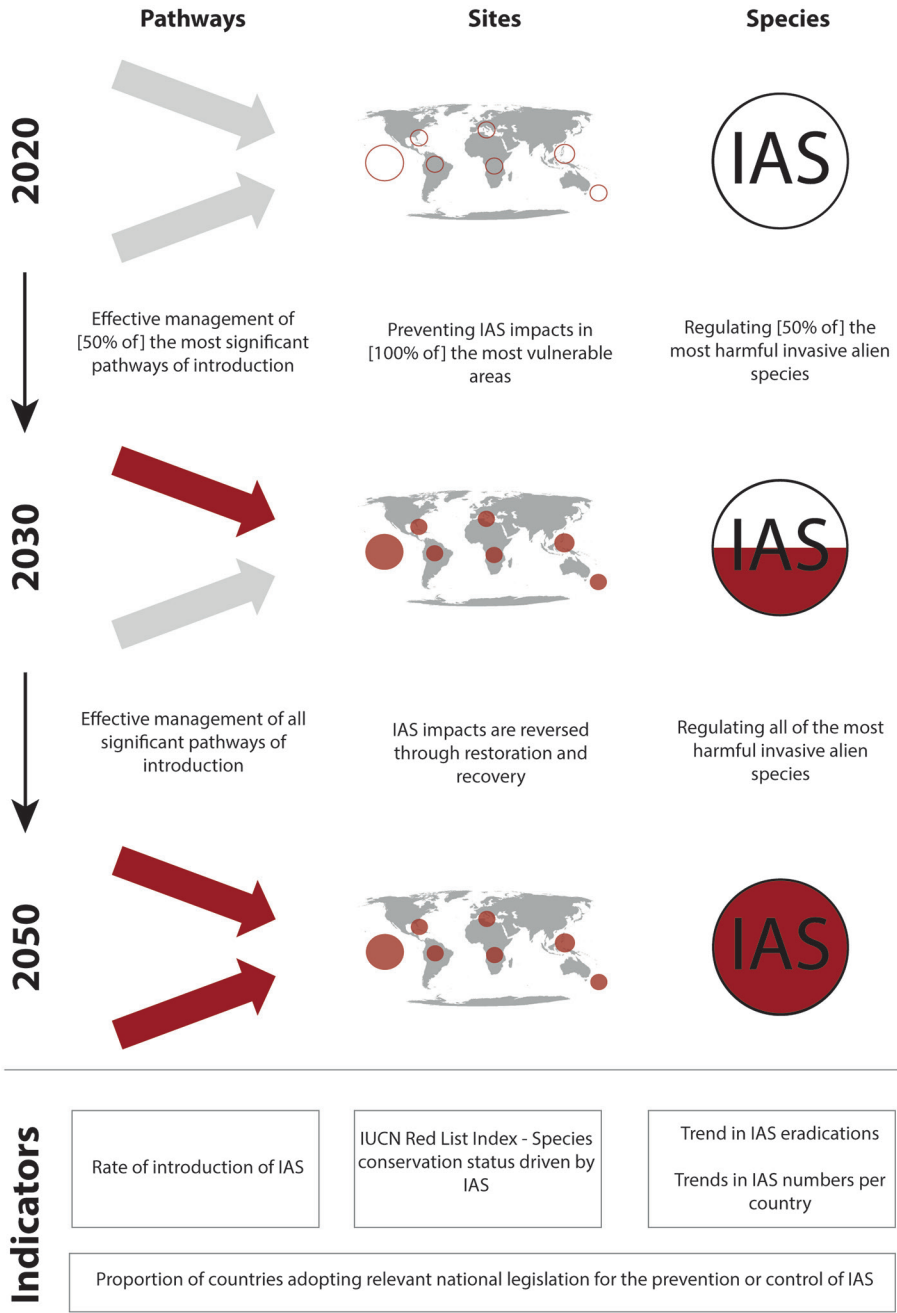 Pathways
Sites
Species
2020
IAS
Effective management of
[50% of] the most significant
pathways of introduction
Preventing IAS impacts in
[100% of] the most vulnerable
areas
Regulating [50% of] the
most harmful invasive alien
species
2030
IAS
Effective management of all
significant pathways of
introduction
IAS impacts are reversed
through restoration and
recovery
Regulating all of the most
harmful invasive alien
species
2050
IAS
Indicators
Rate of introduction of IAS
IUCN Red List Index - Species
conservation status driven by
IAS
Trend in IAS eradications
Trends in IAS numbers per
country
Proportion of countries adopting relevant national legislation for the prevention or control of IAS